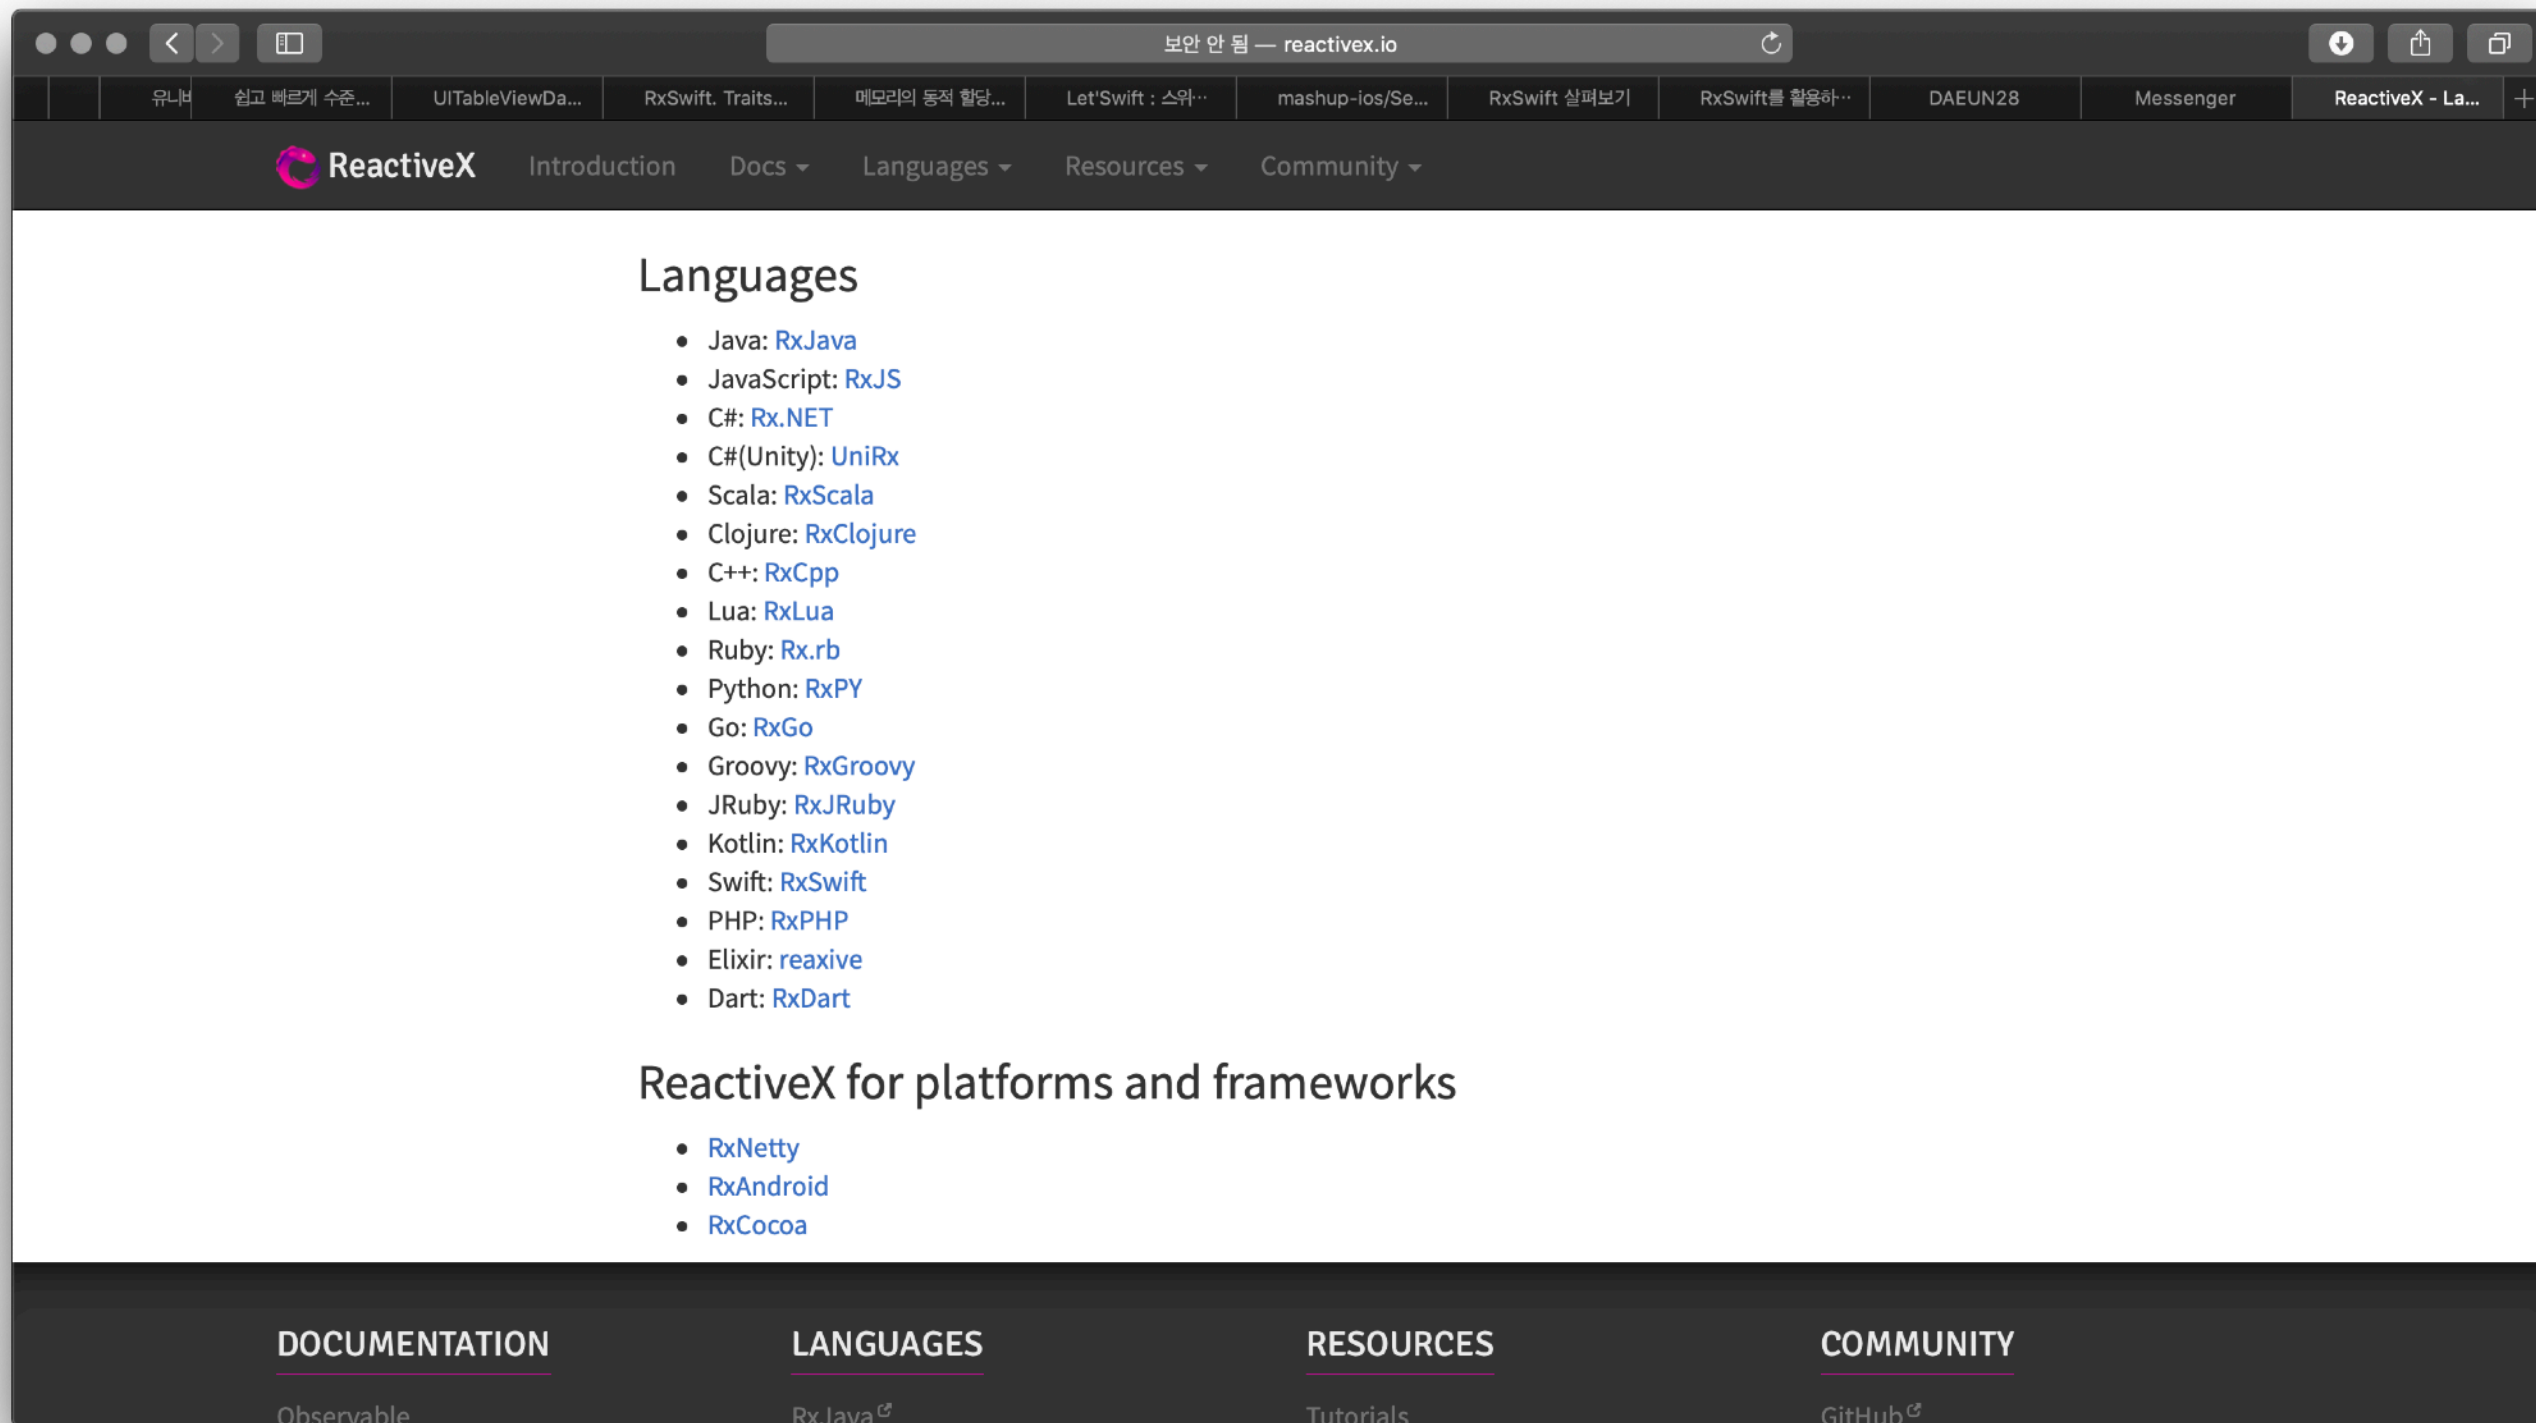 보안 안 됨 — reactivex.io
유니ㅂ 쉽고 빠르게 수준... UITableViewDa... RxSwift. Traits... 메모리의 동적 할당... Let'Swift : 스위... mashup-ios/Se... RxSwift 살펴보기 RxSwift를 활용하... DAEUN28 Messenger ReactiveX - La...
ReactiveX Introduction Docs Languages Resources Community
Languages
Java: RxJava
JavaScript: RxJS
C#: Rx.NET
C#(Unity): UniRx
Scala: RxScala
Clojure: RxClojure
C++: RxCpp
Lua: RxLua
Ruby: Rx.rb
Python: RxPY
Go: RxGo
Groovy: RxGroovy
JRuby: RxJRuby
Kotlin: RxKotlin
Swift: RxSwift
PHP: RxPHP
Elixir: reaxive
Dart: RxDart
ReactiveX for platforms and frameworks
RxNetty
RxAndroid
RxCocoa
DOCUMENTATION LANGUAGES RESOURCES COMMUNITY
Observable RxJava Tutorials GitHub